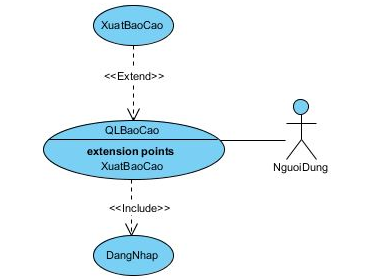 XuatBaoCao
<<Extend>>
QLBaoCao
extension points
XuatBaoCao
NguoiDung
<<Include>>
DangNhap